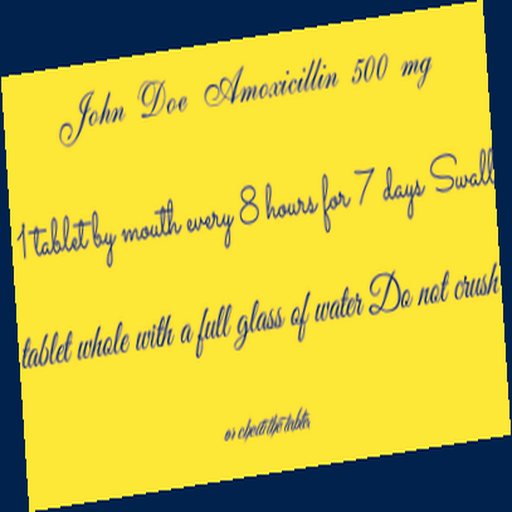 John Doe Amoxicillin 500 mg
1 tablet by mouth every 8 hours for 7 days Swall
tablet whole with a full glass of water Do not crush
or chew the tablet